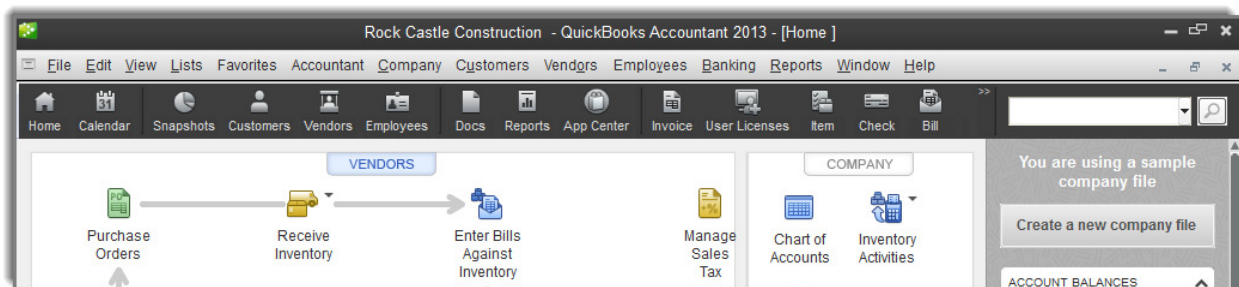 Rock Castle Construction - QuickBooks Accountant 2013 - [Home ]
File Edit View Lists Favorites Accountant Company Customers Vendors Employees Banking Reports Window Help
31
Home Calendar Snapshots Customers Vendors Employees Docs Reports App Center Invoice User Licenses Item Check Bill >>
VENDORS
COMPANY
You are using a sample
company file
PO
+%
Create a new company file
Purchase
Orders
Receive
Inventory
Enter Bills
Against
Inventory
Manage
Sales
Tax
Chart of
Accounts
Inventory
Activities
ACCOUNT BALANCES